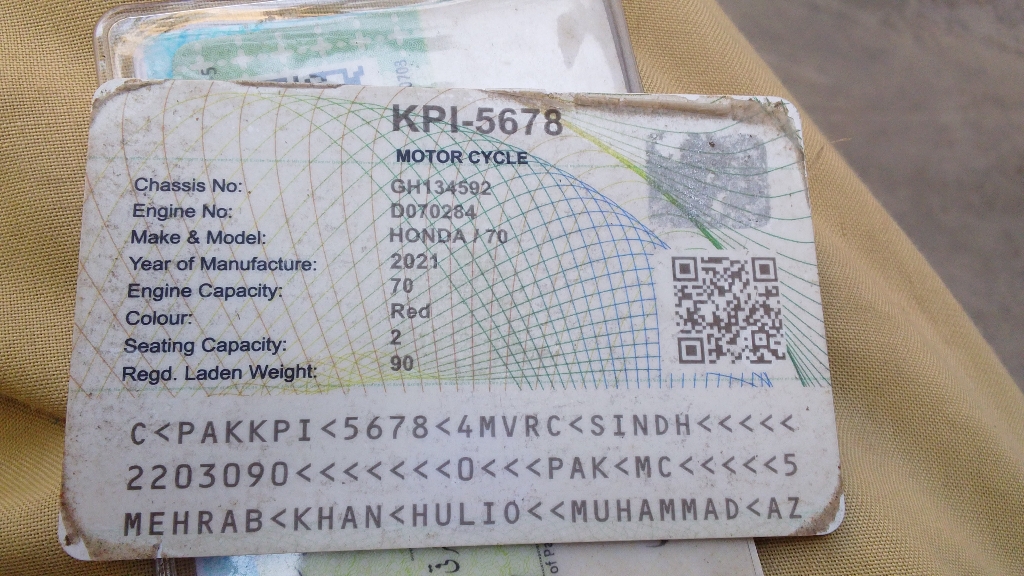 KPI-5678
MOTOR CYCLE
Chassis No: GH134592
Engine No: D070284
Make & Model: HONDA / 70
Year of Manufacture: 2021
Engine Capacity: 70
Colour: Red
Seating Capacity: 2
Regd. Laden Weight: 90
C<PAKKPI<5678<4MVRC<SINDH<<<<<
2203090<<<<<<<0<<<PAK<MC<<<<<5
MEHRAB<KHAN<HULIO<<MUHAMMAD<AZ